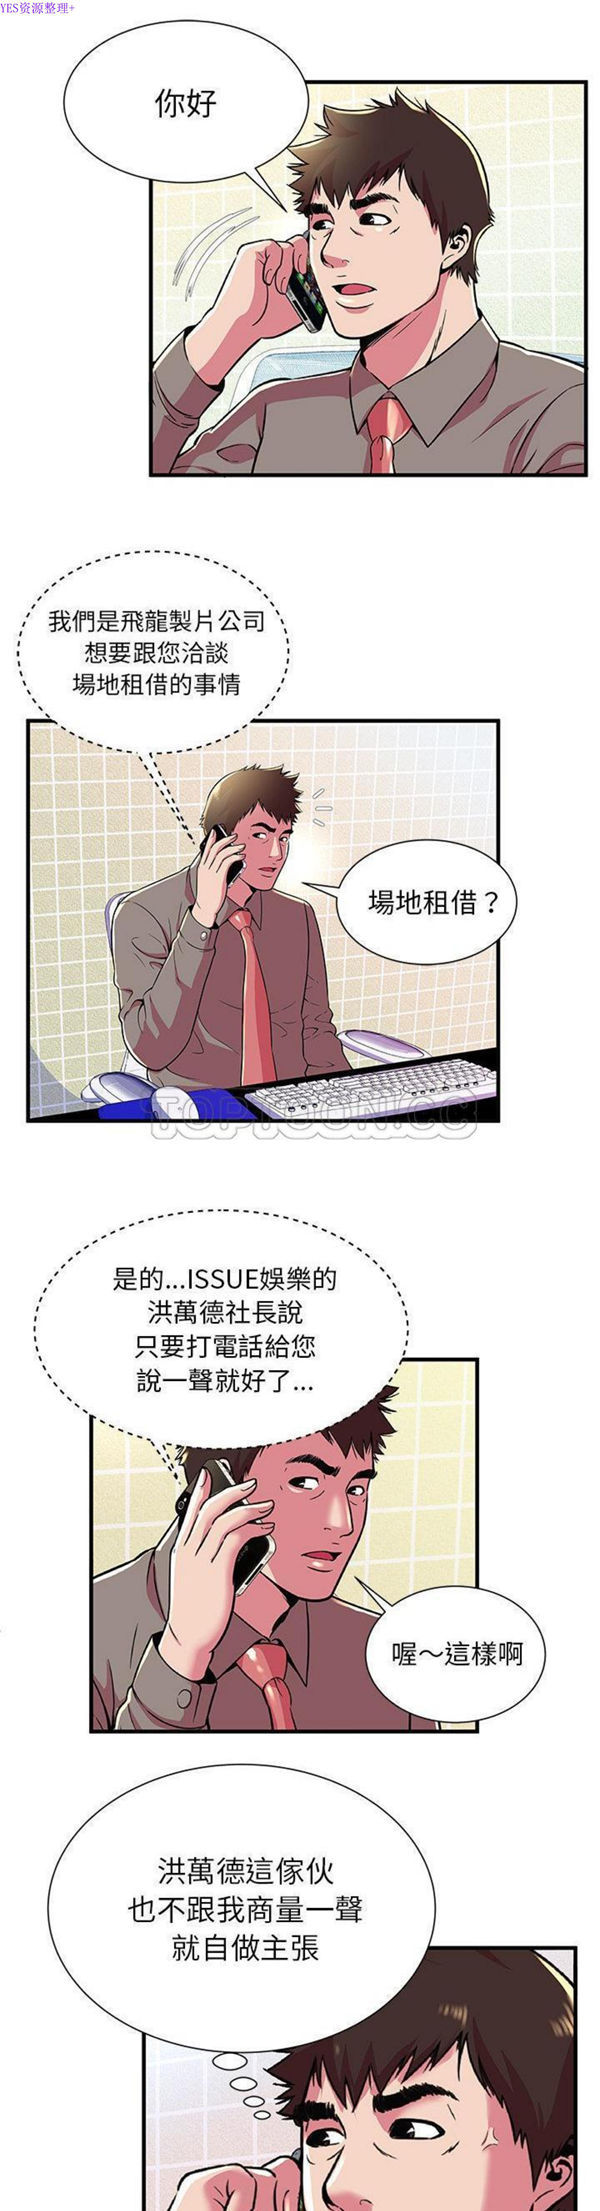 YES资源整理+
你好
我們是飛龍製片公司
想要跟您洽談
場地租借的事情
場地租借？
TOPTOON.CC
是的...ISSUE娛樂的
洪萬德社長說
只要打電話給您
說一聲就好了...
喔～這樣啊
洪萬德這傢伙
也不跟我商量一聲
就自做主張